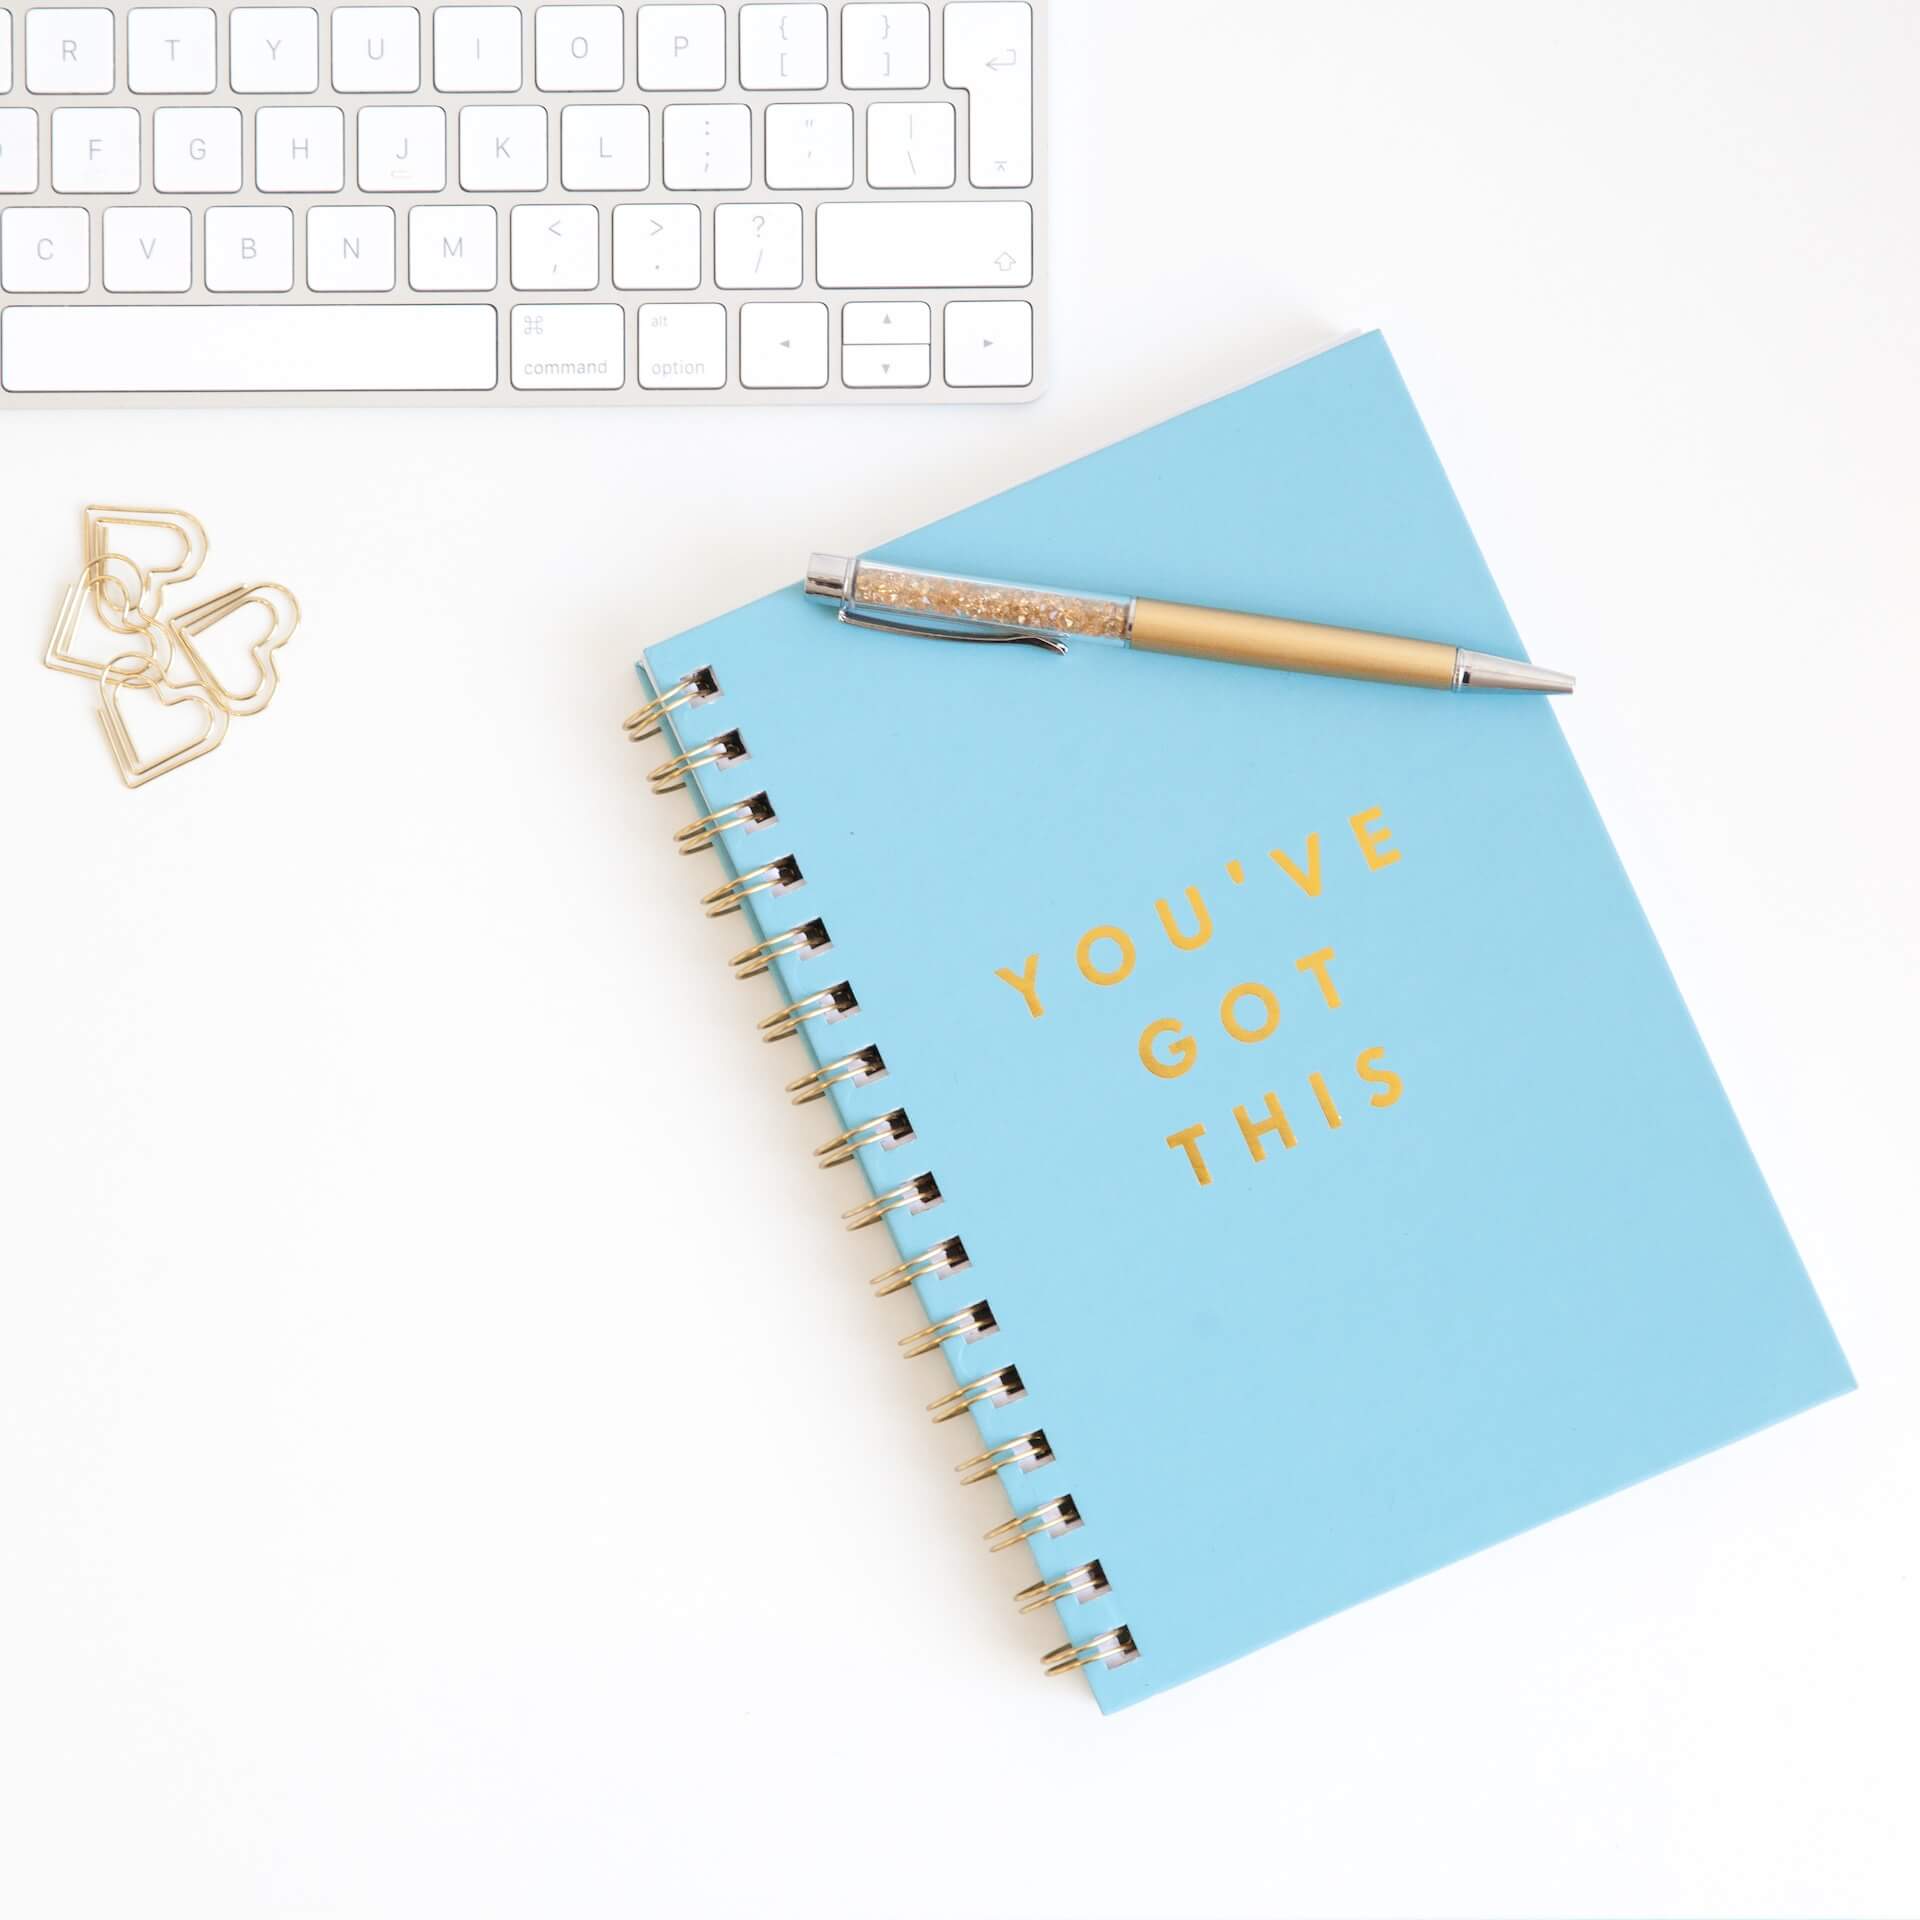 R T Y U I O P { [ } ]
F G H J K L : ; " ' | \
C V B N M < , > . ? /
⌘ alt
command option
YOU'VE
GOT
THIS